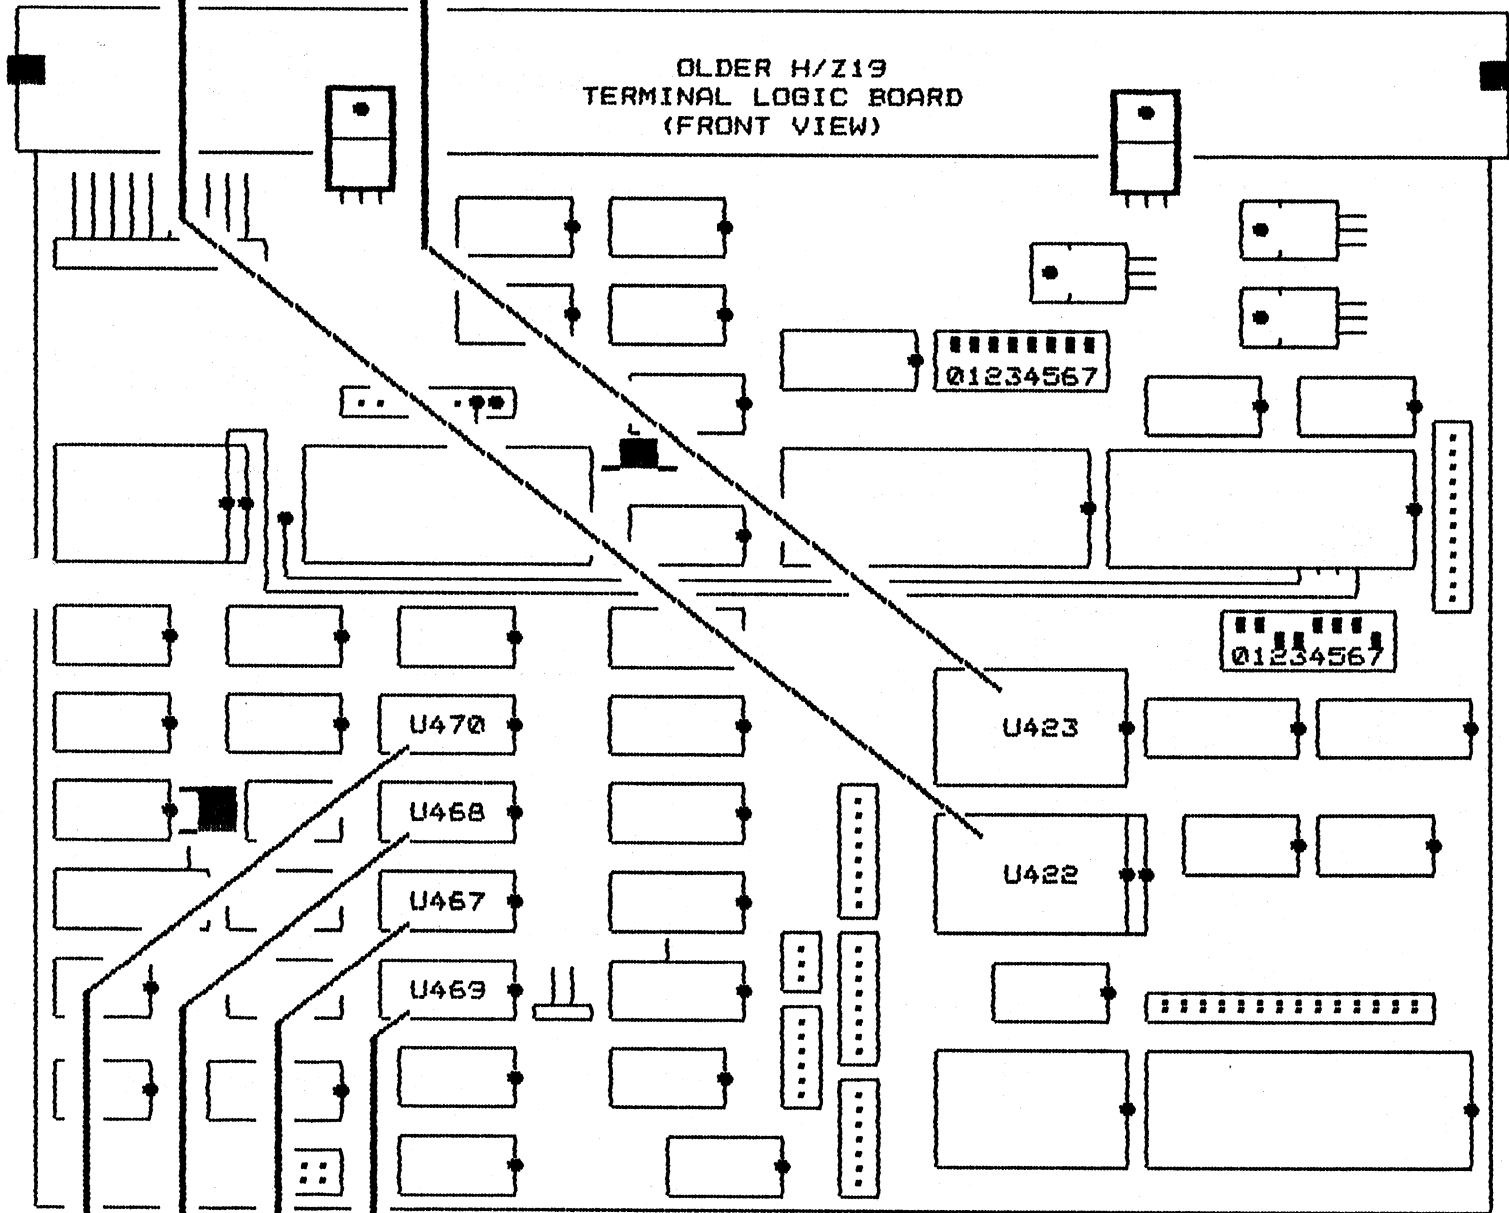 OLDER H/Z19
TERMINAL LOGIC BOARD
(FRONT VIEW)
01234567
01234567
U470
U423
U468
U422
U467
U469